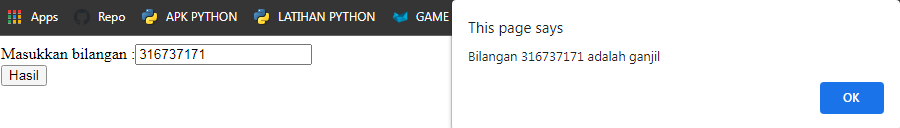 Apps Repo APK PYTHON LATIHAN PYTHON GAME
Masukkan bilangan :316737171
Hasil
This page says
Bilangan 316737171 adalah ganjil
OK